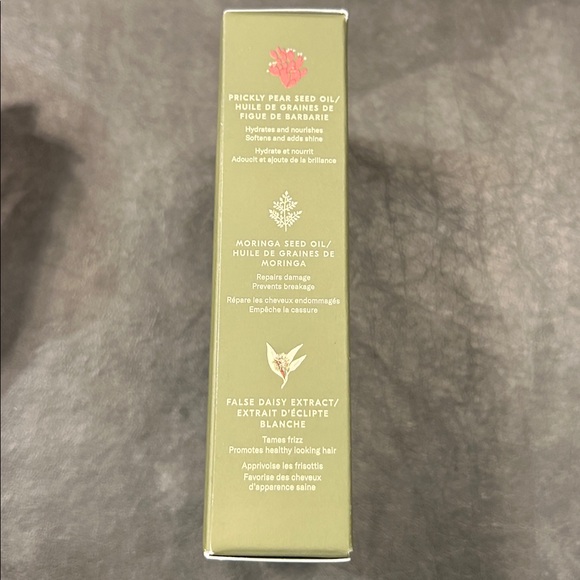 PRICKLY PEAR SEED OIL/
HUILE DE GRAINES DE
FIGUE DE BARBARIE
Hydrates and nourishes
Softens and adds shine
Hydrate et nourrit
Adoucit et ajoute de la brillance
MORINGA SEED OIL/
HUILE DE GRAINES DE
MORINGA
Repairs damage
Prevents breakage
Répare les cheveux endommagés
Empêche la cassure
FALSE DAISY EXTRACT/
EXTRAIT D'ÉCLIPTE
BLANCHE
Tames frizz
Promotes healthy looking hair
Apprivoise les frisottis
Favorise des cheveux
d'apparence saine